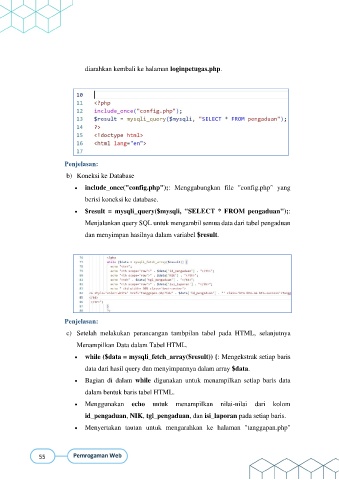 diarahkan kembali ke halaman loginpetugas.php.
10
11 <?php
12 include_once("config.php");
13 $result = mysqli_query($mysqli, "SELECT * FROM pengaduan");
14 ?>
15 <!doctype html>
16 <html lang="en">
17
Penjelasan:
b) Koneksi ke Database
• include_once("config.php");: Menggabungkan file "config.php" yang
berisi koneksi ke database.
• $result = mysqli_query($mysqli, "SELECT * FROM pengaduan");:
Menjalankan query SQL untuk mengambil semua data dari tabel pengaduan
dan menyimpan hasilnya dalam variabel $result.
Penjelasan:
c) Setelah melakukan perancangan tambpilan tabel pada HTML, selanjutnya
Menampilkan Data dalam Tabel HTML.
• while ($data = mysqli_fetch_array($result)) {: Mengekstrak setiap baris
data dari hasil query dan menyimpannya dalam array $data.
• Bagian di dalam while digunakan untuk menampilkan setiap baris data
dalam bentuk baris tabel HTML.
• Menggunakan echo untuk menampilkan nilai-nilai dari kolom
id_pengaduan, NIK, tgl_pengaduan, dan isi_laporan pada setiap baris.
• Menyertakan tautan untuk mengarahkan ke halaman "tanggapan.php"
55 Pemrogaman Web